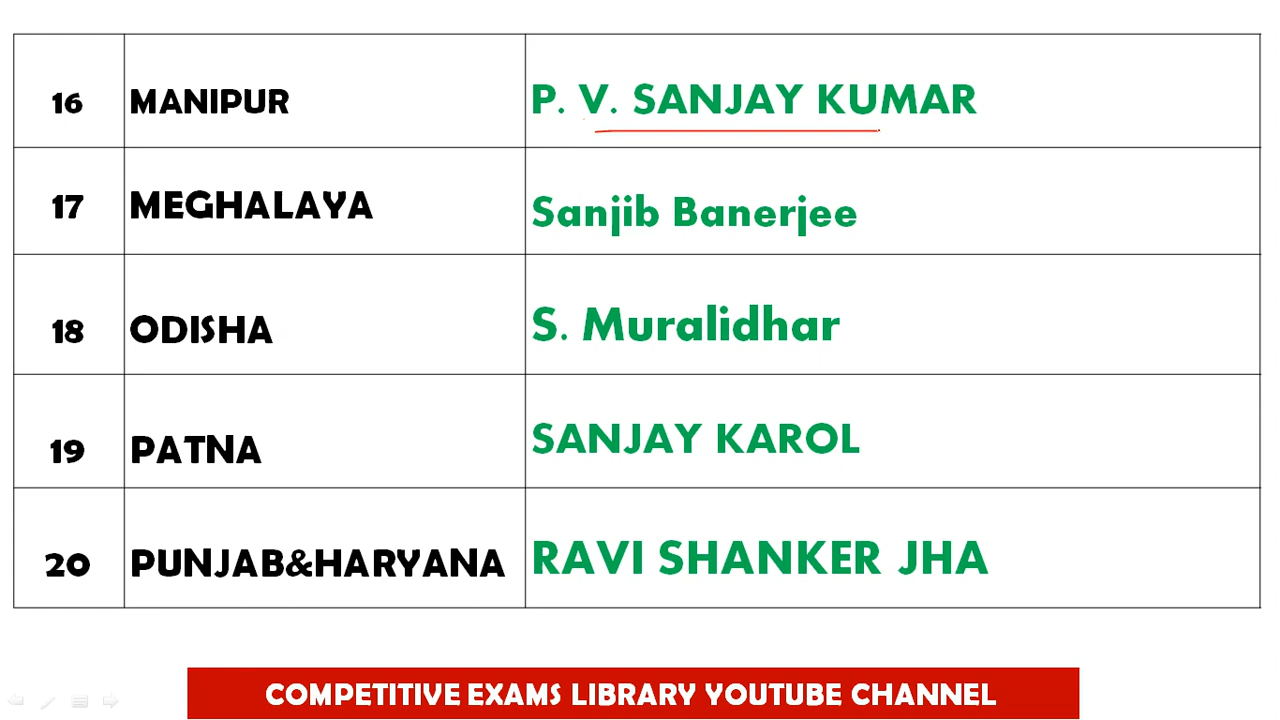 16 MANIPUR P. V. SANJAY KUMAR
17 MEGHALAYA Sanjib Banerjee
18 ODISHA S. Muralidhar
19 PATNA SANJAY KAROL
20 PUNJAB&HARYANA RAVI SHANKER JHA
COMPETITIVE EXAMS LIBRARY YOUTUBE CHANNEL